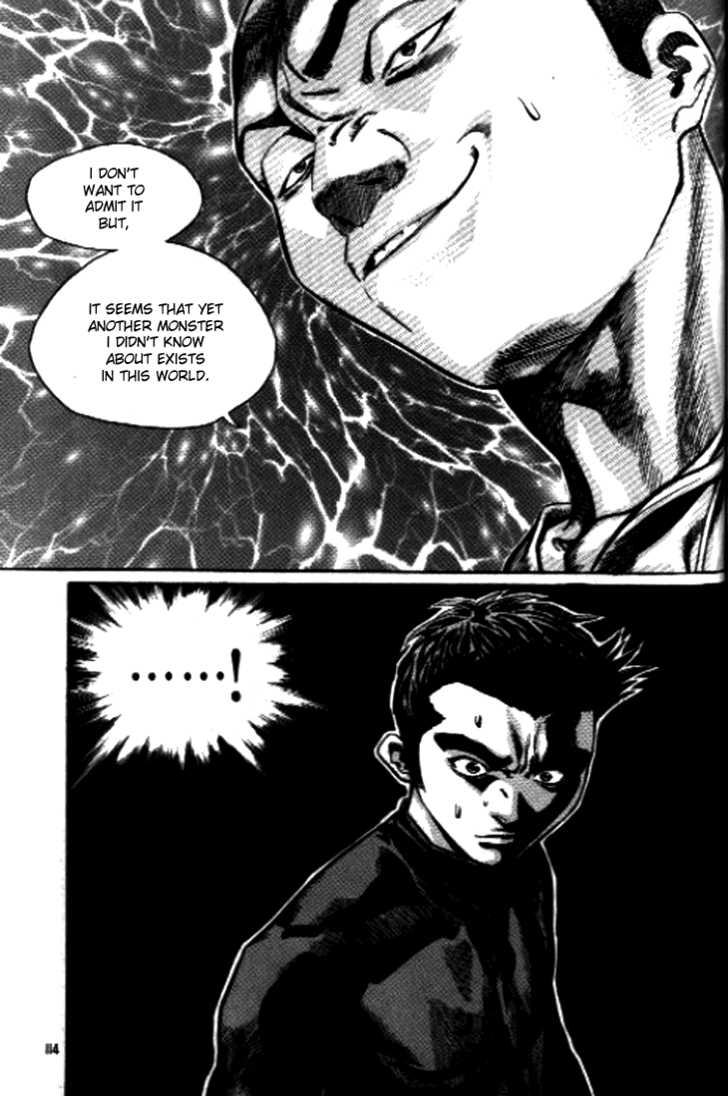 I DON'T
WANT TO
ADMIT IT
BUT,
IT SEEMS THAT YET
ANOTHER MONSTER
I DIDN'T KNOW
ABOUT EXISTS
IN THIS WORLD.
······!